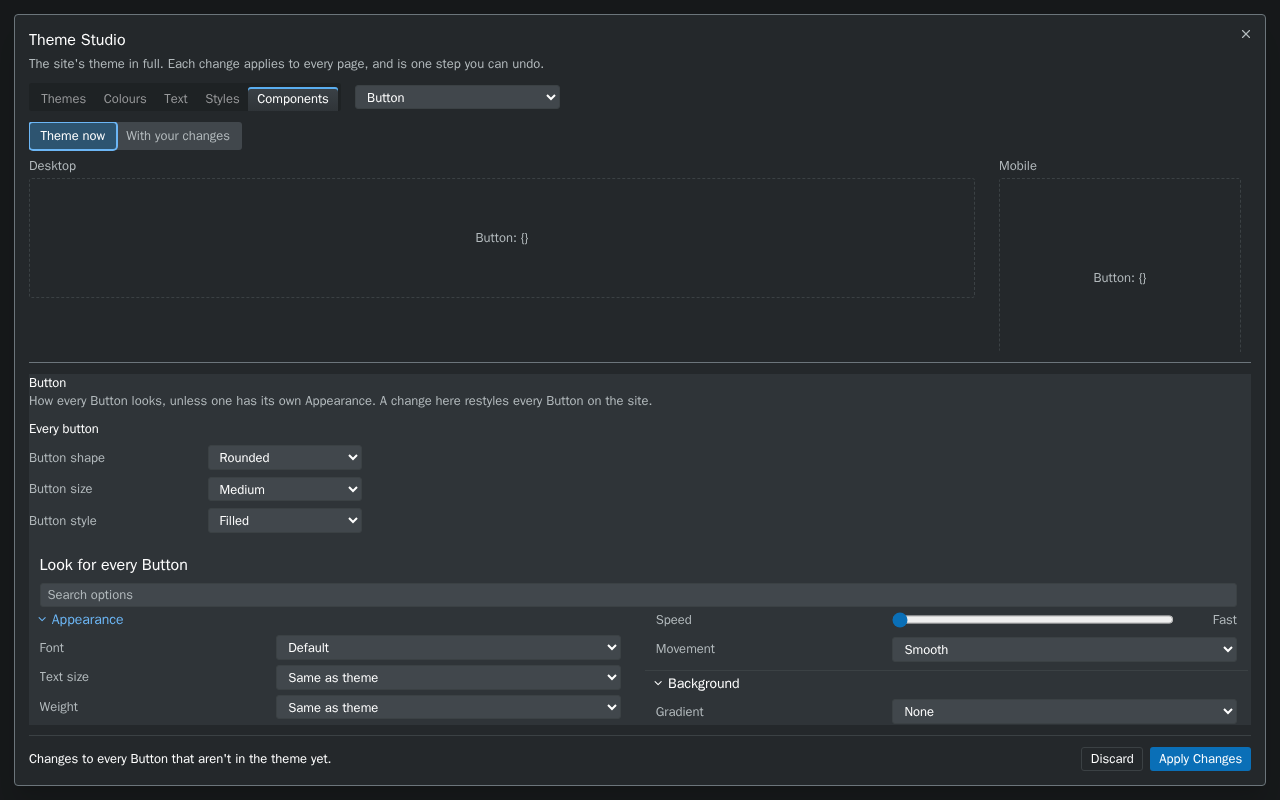 Theme Studio
The site's theme in full. Each change applies to every page, and is one step you can undo.
Themes Colours Text Styles Components Button
Theme now With your changes
Desktop Mobile
Button: {}
Button: {}
Button
How every Button looks, unless one has its own Appearance. A change here restyles every Button on the site.
Every button
Button shape Rounded
Button size Medium
Button style Filled
Look for every Button
Search options
Appearance
Font Default
Text size Same as theme
Weight Same as theme
Speed Fast
Movement Smooth
Background
Gradient None
Changes to every Button that aren't in the theme yet.
Discard Apply Changes